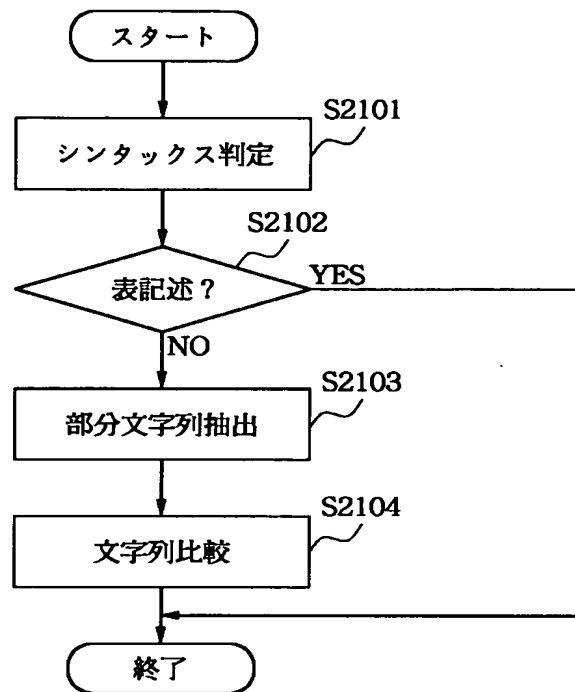 スタート
S2101
シンタックス判定
S2102
表記述？
YES
NO
S2103
部分文字列抽出
S2104
文字列比較
終了